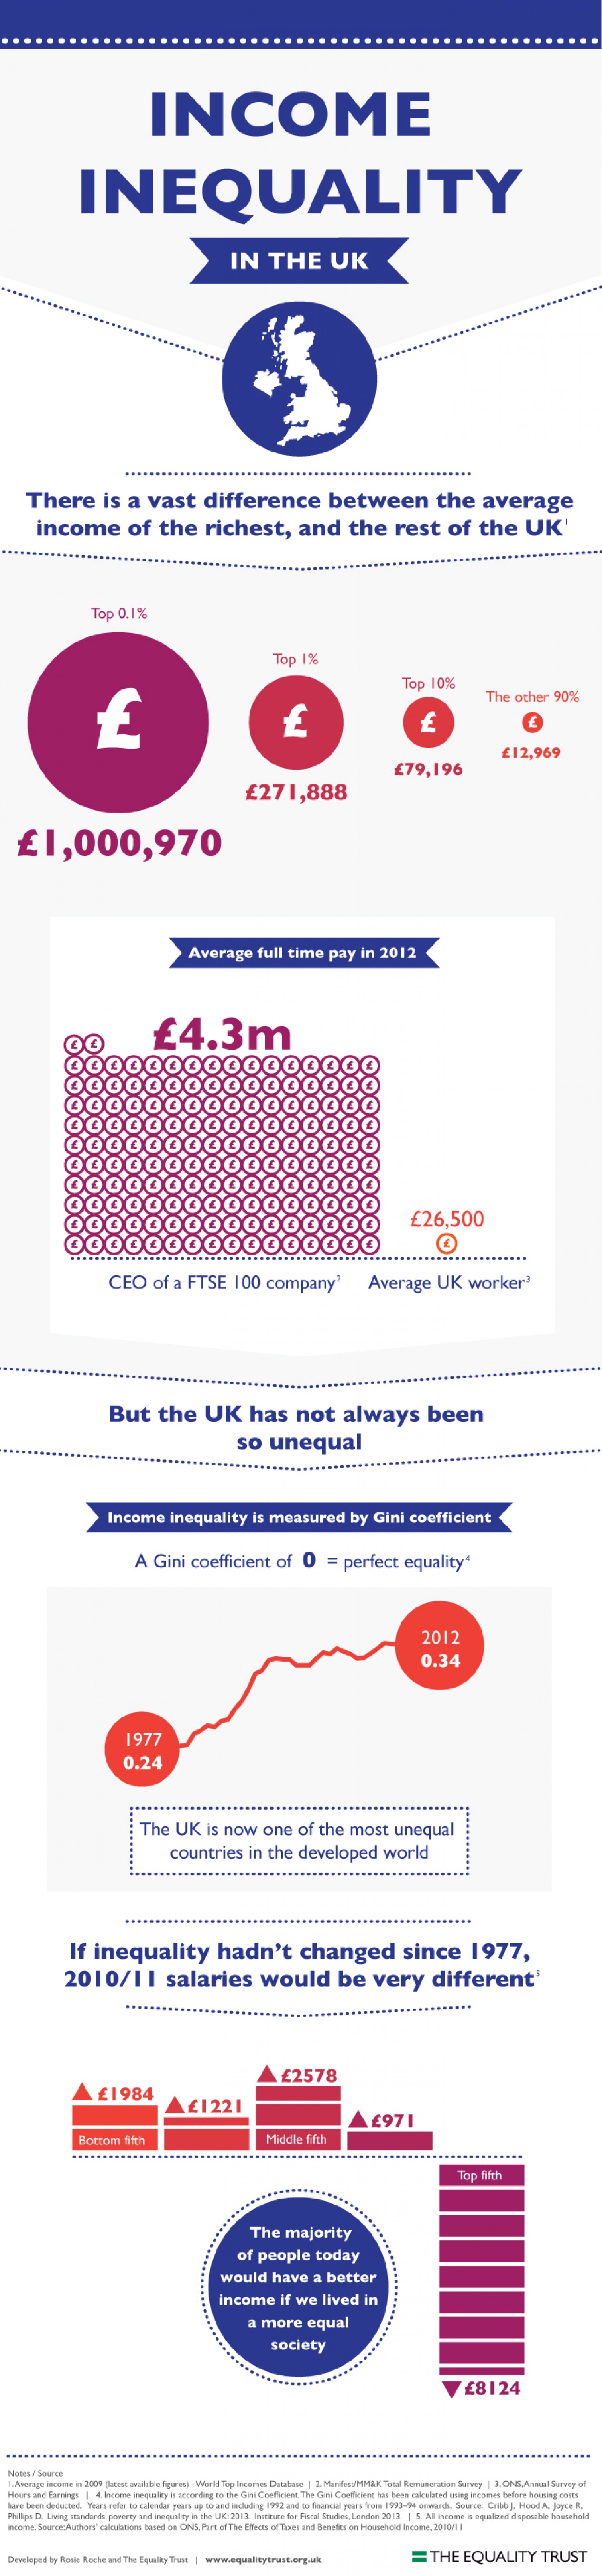 INCOME
INEQUALITY
IN THE UK
There is a vast difference between the average
income of the richest, and the rest of the UK¹
Top 0.1%
Top 1%
Top 10%
The other 90%
£
£
£
£
£12,969
£79,196
£271,888
£1,000,970
Average full time pay in 2012
£4.3m
£26,500
CEO of a FTSE 100 company² Average UK worker³
But the UK has not always been
so unequal
Income inequality is measured by Gini coefficient
A Gini coefficient of 0 = perfect equality⁴
2012
0.34
1977
0.24
The UK is now one of the most unequal
countries in the developed world
If inequality hadn't changed since 1977,
2010/11 salaries would be very different⁵
£2578
£1984
£1221
£971
Bottom fifth
Middle fifth
Top fifth
The majority
of people today
would have a better
income if we lived in
a more equal
society
£8124
Notes / Source
1. Average income in 2009 (latest available figures) - World Top Incomes Database | 2. Manifest/MM&K Total Remuneration Survey | 3. ONS, Annual Survey of
Hours and Earnings | 4. Income inequality is according to the Gini Coefficient. The Gini Coefficient has been calculated using incomes before housing costs
have been deducted. Years refer to calendar years up to and including 1992 and to financial years from 1993–94 onwards. Source: Cribb J, Hood A, Joyce R,
Phillips D. Living standards, poverty and inequality in the UK: 2013. Institute for Fiscal Studies, London 2013. | 5. All income is equalized disposable household
income. Source: Authors' calculations based on ONS, Part of The Effects of Taxes and Benefits on Household Income, 2010/11
Developed by Rosie Roche and The Equality Trust | www.equalitytrust.org.uk
THE EQUALITY TRUST